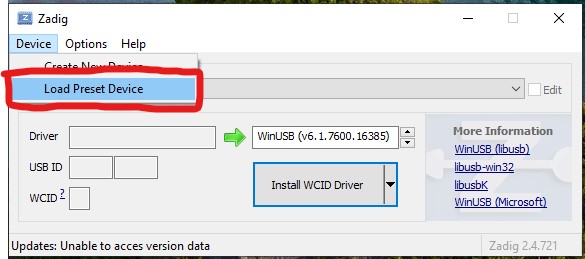 Zadig
Device Options Help
Create New Device
Load Preset Device
Edit
Driver WinUSB (v6.1.7600.16385) More Information
USB ID WinUSB (libusb)
WCID ? Install WCID Driver libusb-win32
libusbK
WinUSB (Microsoft)
Updates: Unable to acces version data Zadig 2.4.721